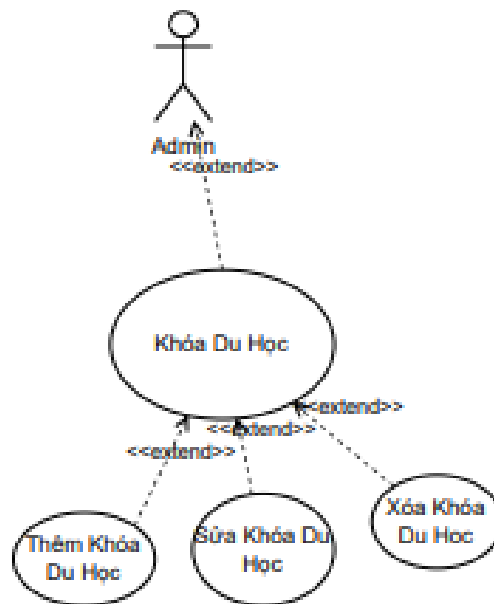 Admin
<<extend>>
Khóa Du Học
<<extend>>
<<extend>>
<<extend>>
Thêm Khóa
Du Học
Sửa Khóa Du
Học
Xóa Khóa
Du Hoc